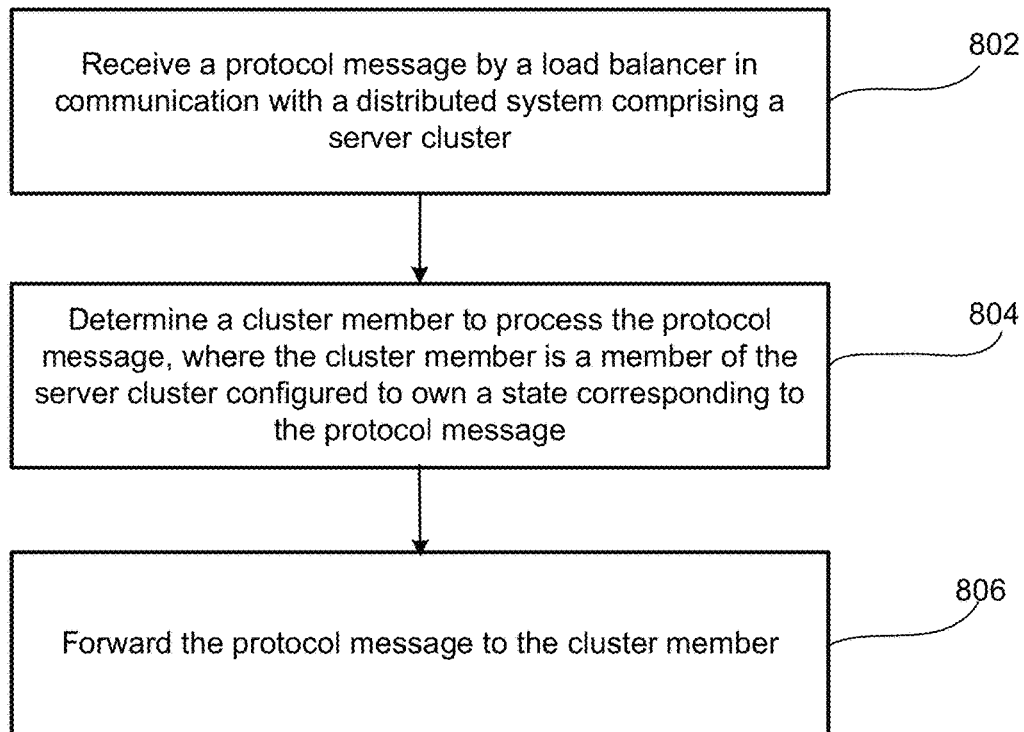 Receive a protocol message by a load balancer in
communication with a distributed system comprising a
server cluster
802
Determine a cluster member to process the protocol
message, where the cluster member is a member of the
server cluster configured to own a state corresponding to
the protocol message
804
Forward the protocol message to the cluster member
806